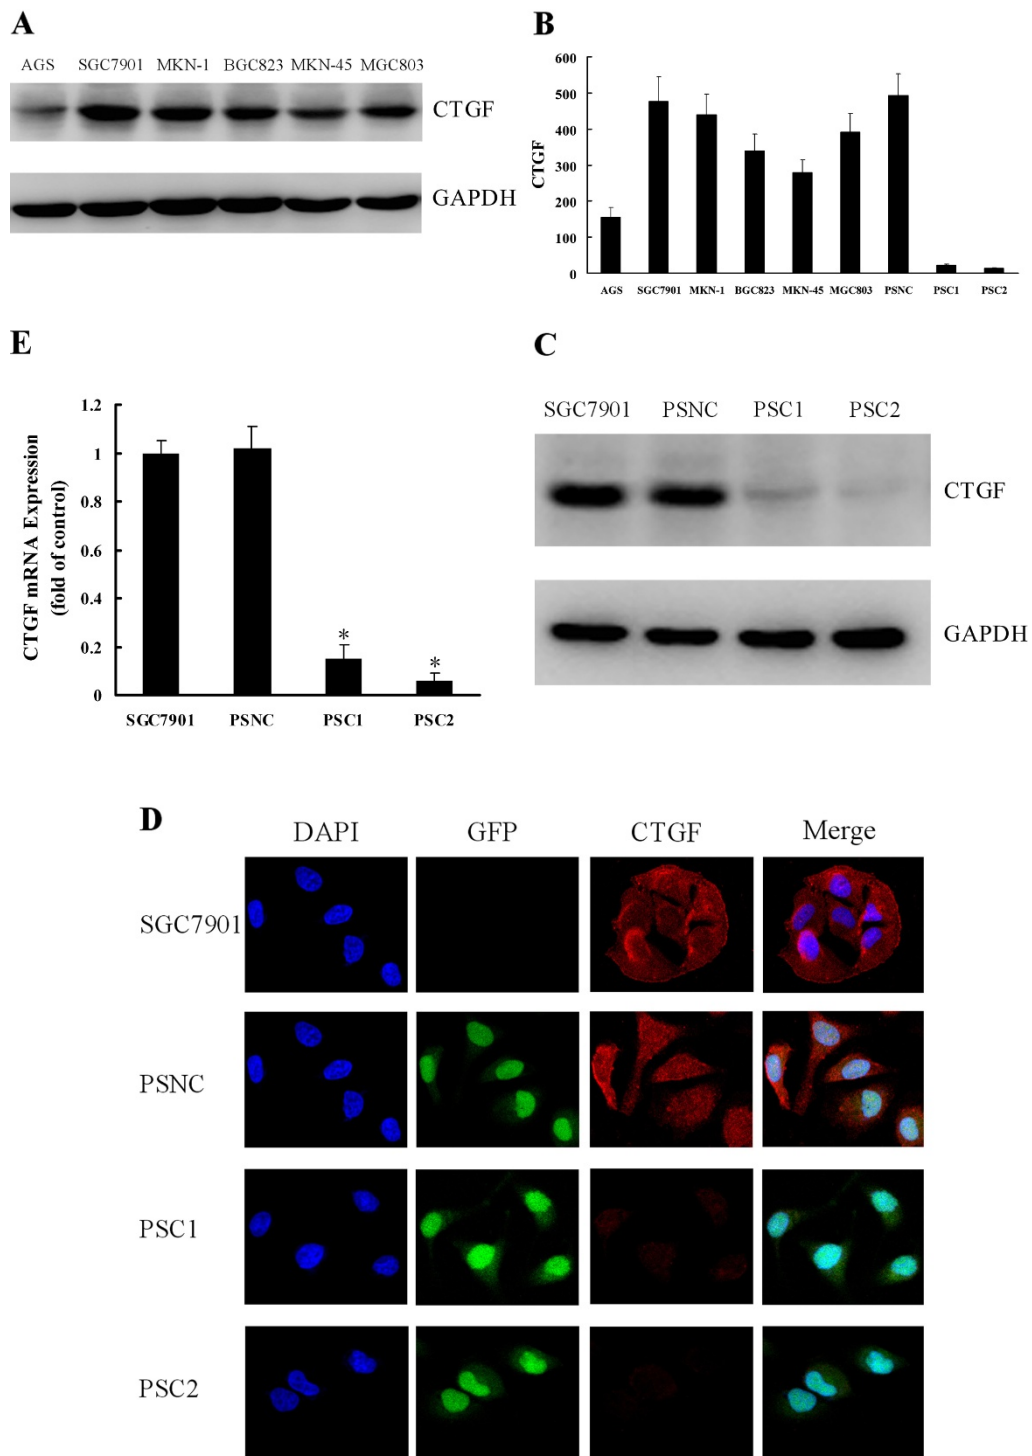 A
AGS SGC7901 MKN-1 BGC823 MKN-45 MGC803
CTGF
GAPDH
B
600
500
400
300
200
100
0
CTGF
AGS SGC7901 MKN-1 BGC823 MKN-45 MGC803 PSNC PSC1 PSC2
E
1.2
1
0.8
0.6
0.4
0.2
0
CTGF mRNA Expression
(fold of control)
*
*
SGC7901 PSNC PSC1 PSC2
C
SGC7901 PSNC PSC1 PSC2
CTGF
GAPDH
D
DAPI GFP CTGF Merge
SGC7901
PSNC
PSC1
PSC2